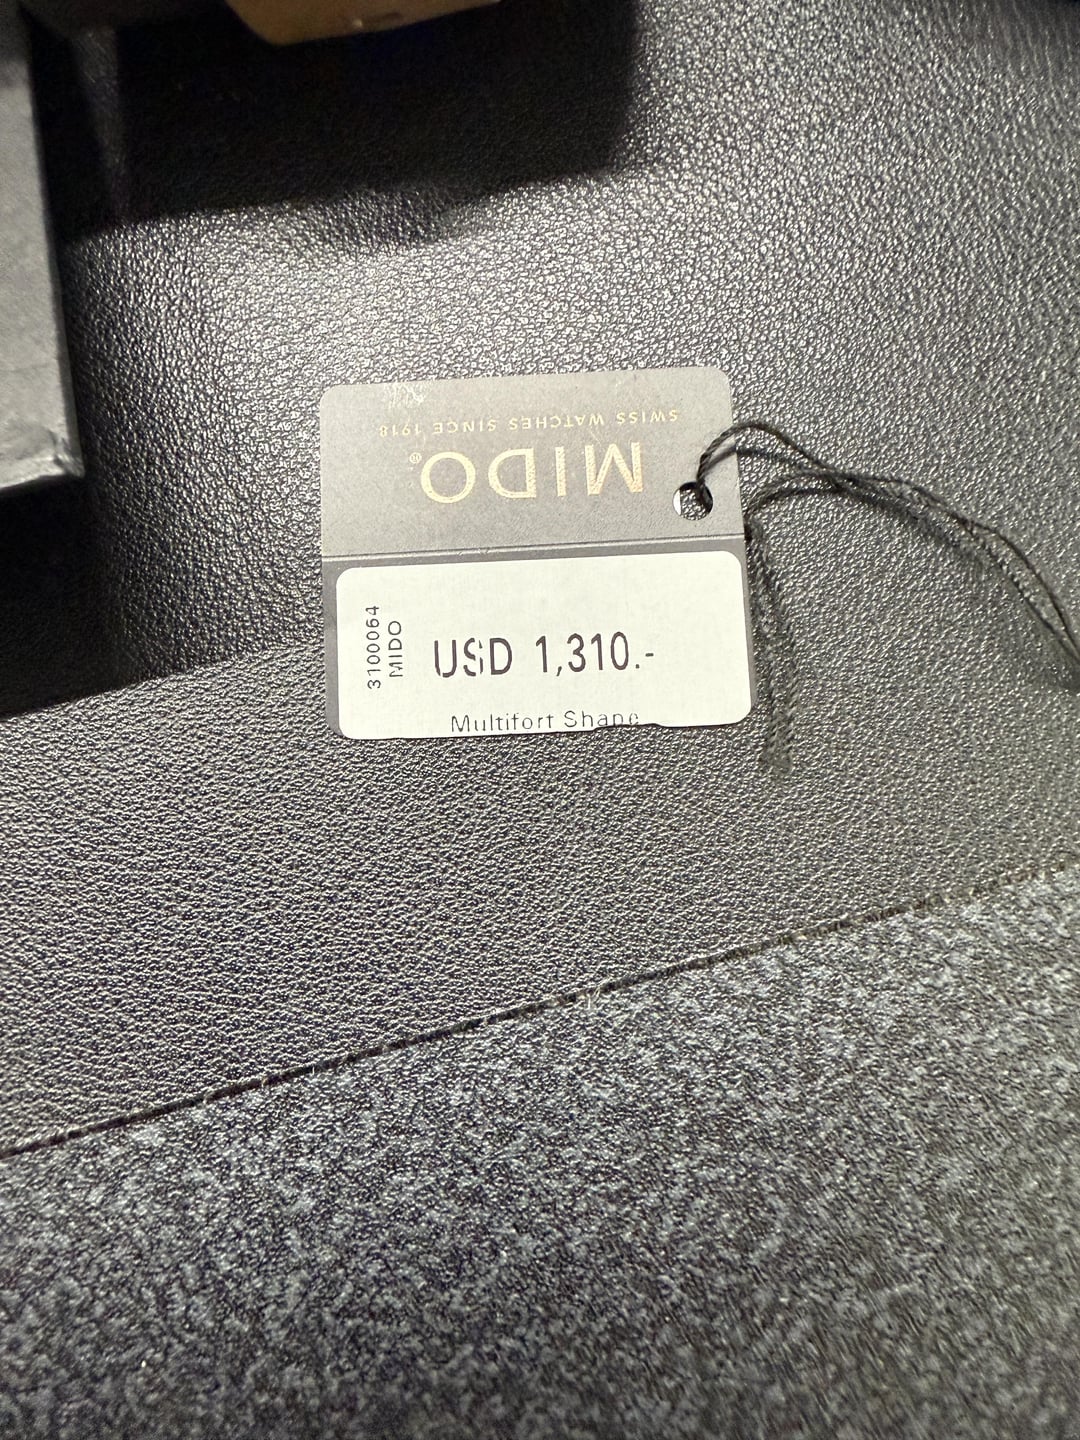 MIDO®
SWISS WATCHES SINCE 1918
3100064
MIDO
USD 1,310.-
Multifort Shape